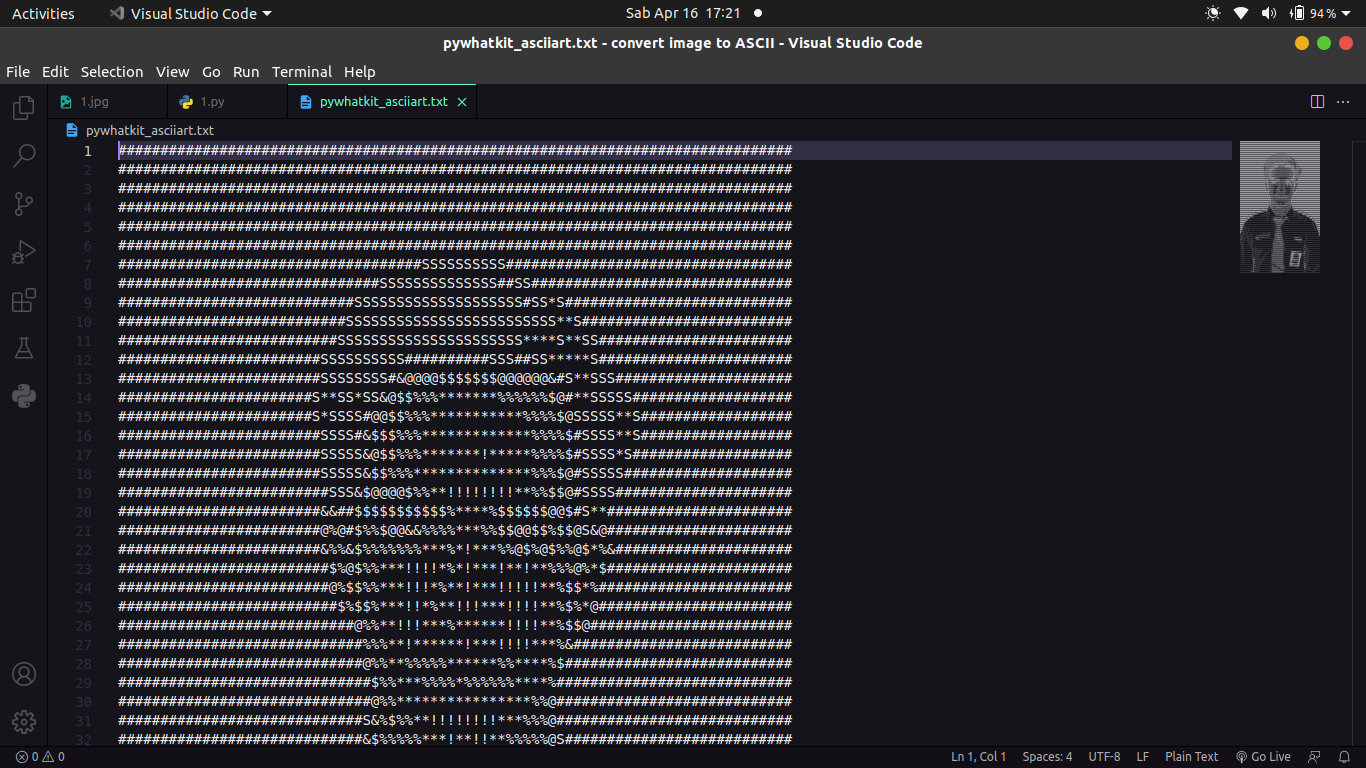 Activities Visual Studio Code Sab Apr 16 17:21 94 %
pywhatkit_asciiart.txt - convert image to ASCII - Visual Studio Code
File Edit Selection View Go Run Terminal Help
1.jpg 1.py pywhatkit_asciiart.txt
pywhatkit_asciiart.txt
1 ################################################################################
2 ################################################################################
3 ################################################################################
4 ################################################################################
5 ################################################################################
6 ################################################################################
7 ####################################SSSSSSSSSS##################################
8 ###############################SSSSSSSSSSSSSS##SS###############################
9 ############################SSSSSSSSSSSSSSSSSSSS#SS*S###########################
10 ###########################SSSSSSSSSSSSSSSSSSSSSSSSS**S#########################
11 ##########################SSSSSSSSSSSSSSSSSSSSSS****S**SS#######################
12 ########################SSSSSSSSSS##########SSS##SS*****S#######################
13 ########################SSSSSSSS#&@@@@$$$$$$$@@@@@@&#S**SSS#####################
14 #######################S**SS*SS&@$$%%%*******%%%%%%$@#**SSSSS###################
15 #######################S*SSSS#@@$$%%%***********%%%%$@SSSSS**S##################
16 ########################SSSS#&$$$%%%*************%%%%$#SSSS**S##################
17 ########################SSSSS&@$$%%%*******!*****%%%%$#SSSS*S###################
18 ########################SSSSS&$$%%%**************%%%$@#SSSSS####################
19 #########################SSS&$@@@@$%%**!!!!!!!!**%%$$@#SSSS#####################
20 ########################&&##$$$$$$$$$$$%****%$$$$$$@@$#S**######################
21 ########################@%@#$%%$@@&&%%%%***%%$$@@$$%$$@S&@######################
22 ########################&%%&$%%%%%%%***%*!***%%@$%@$%%@$*%&#####################
23 #########################$%@$%%***!!!!*%*!***!**!**%%%@%*$######################
24 #########################@%$$%%***!!!*%**!***!!!!!**%$$*%#######################
25 ##########################$%$$%***!!*%**!!!***!!!!**%$%*@#######################
26 ############################@%%**!!!***%******!!!!**%$$@########################
27 #############################%%%**!******!***!!!!***%&##########################
28 #############################@%%**%%%%%******%%****%$###########################
29 ##############################$%%***%%%%*%%%%%%****%############################
30 ##############################@%%****************%%@############################
31 #############################S&%$%%**!!!!!!!!***%%%@############################
32 #############################&$%%%%%***!**!!**%%%%%@S###########################
0 0 Ln 1, Col 1 Spaces: 4 UTF-8 LF Plain Text Go Live